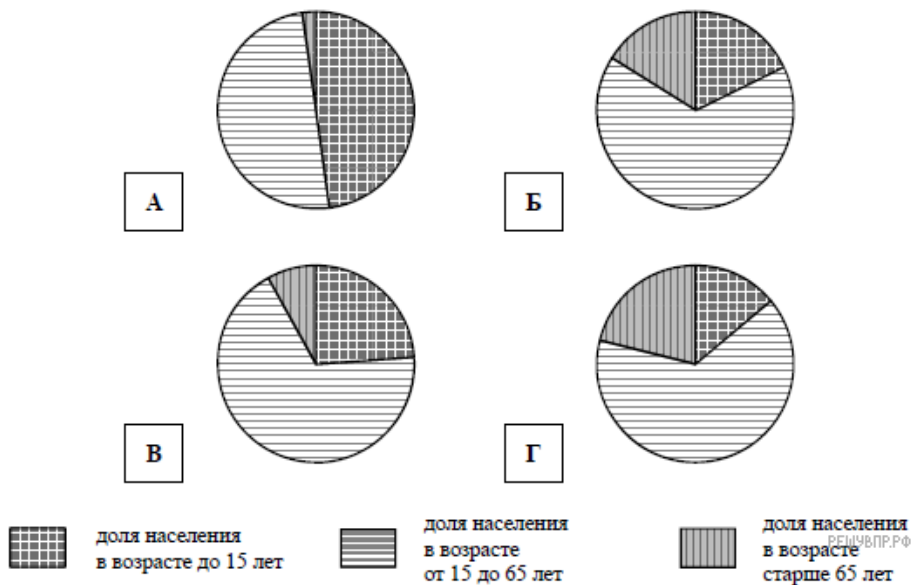 А
Б
В
Г
доля населения
в возрасте до 15 лет
доля населения
в возрасте
от 15 до 65 лет
доля населения
в возрасте
старше 65 лет
РЕШУВПР.РФ